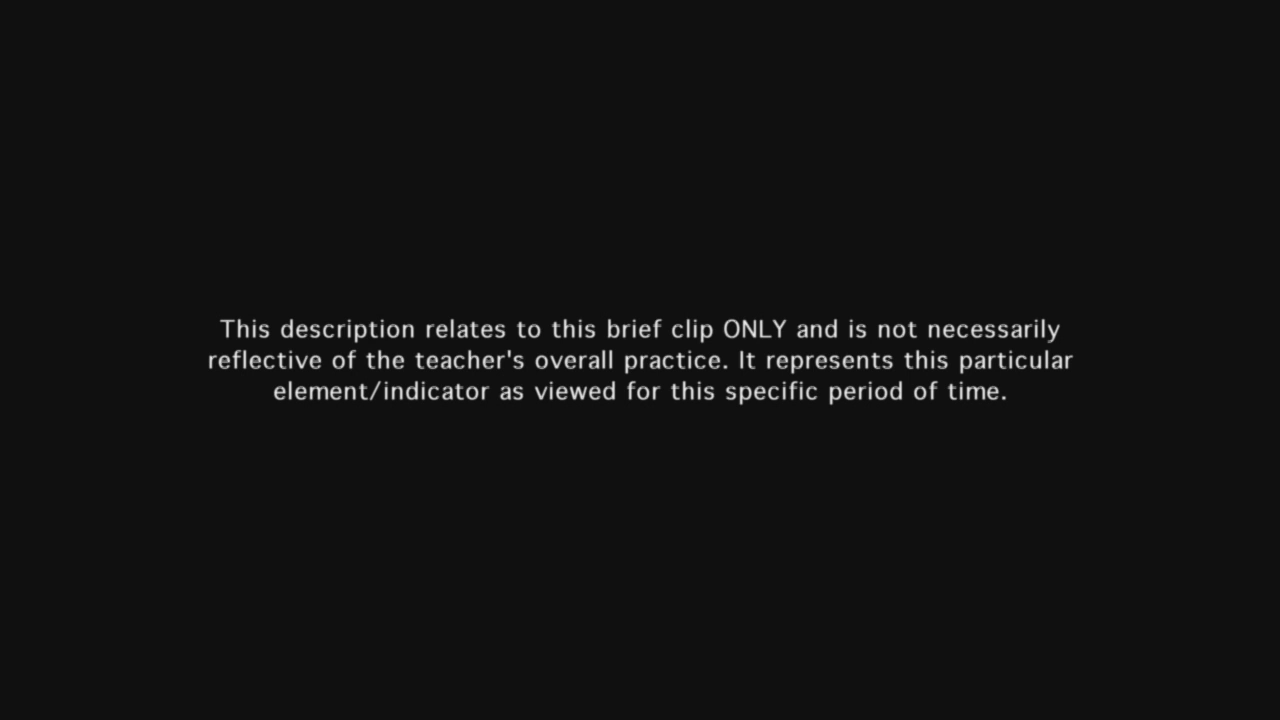 This description relates to this brief clip ONLY and is not necessarily
reflective of the teacher's overall practice. It represents this particular
element/indicator as viewed for this specific period of time.